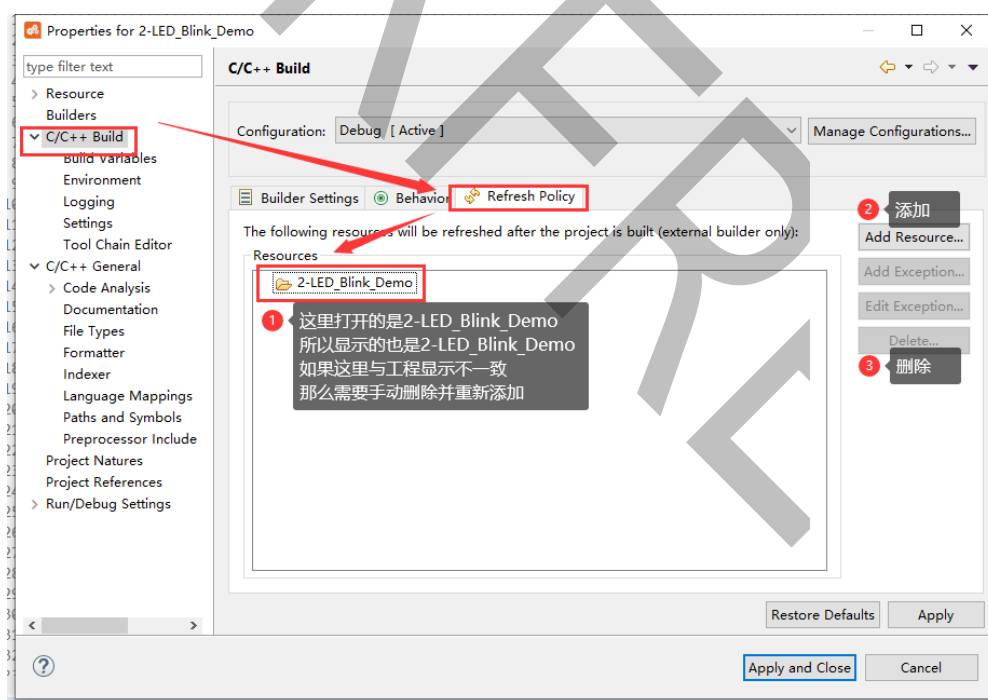 Properties for 2-LED_Blink_Demo
type filter text
C/C++ Build
Resource
Builders
C/C++ Build
Build Variables
Environment
Logging
Settings
Tool Chain Editor
C/C++ General
Code Analysis
Documentation
File Types
Formatter
Indexer
Language Mappings
Paths and Symbols
Preprocessor Include
Project Natures
Project References
Run/Debug Settings
Configuration:
Debug [ Active ]
Manage Configurations...
Builder Settings
Behavior
Refresh Policy
The following resources will be refreshed after the project is built (external builder only):
Resources
2-LED_Blink_Demo
1
这里打开的是2-LED_Blink_Demo
所以显示的也是2-LED_Blink_Demo
如果这里与工程显示不一致
那么需要手动删除并重新添加
2 添加
Add Resource...
Add Exception...
Edit Exception...
Delete...
3 删除
Restore Defaults
Apply
Apply and Close
Cancel